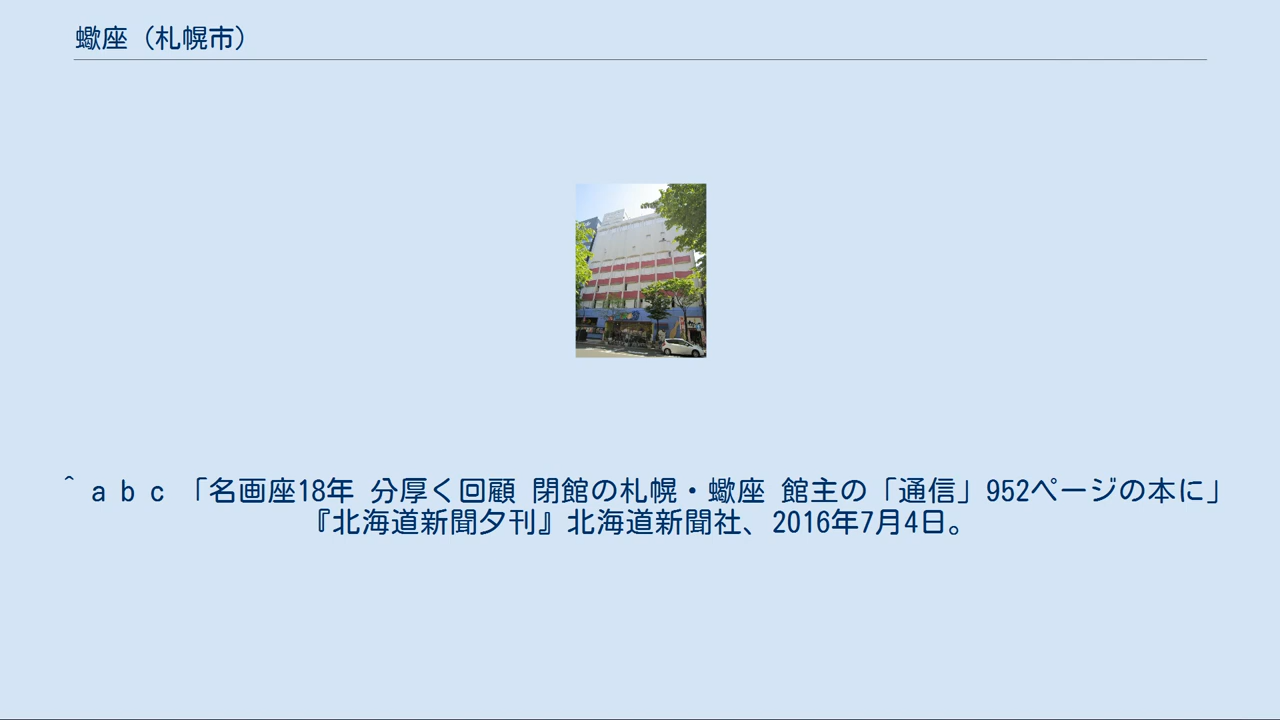 蠍座（札幌市）
^ a b c 「名画座18年 分厚く回顧 閉館の札幌・蠍座 館主の「通信」952ページの本に」
『北海道新聞夕刊』北海道新聞社、2016年7月4日。